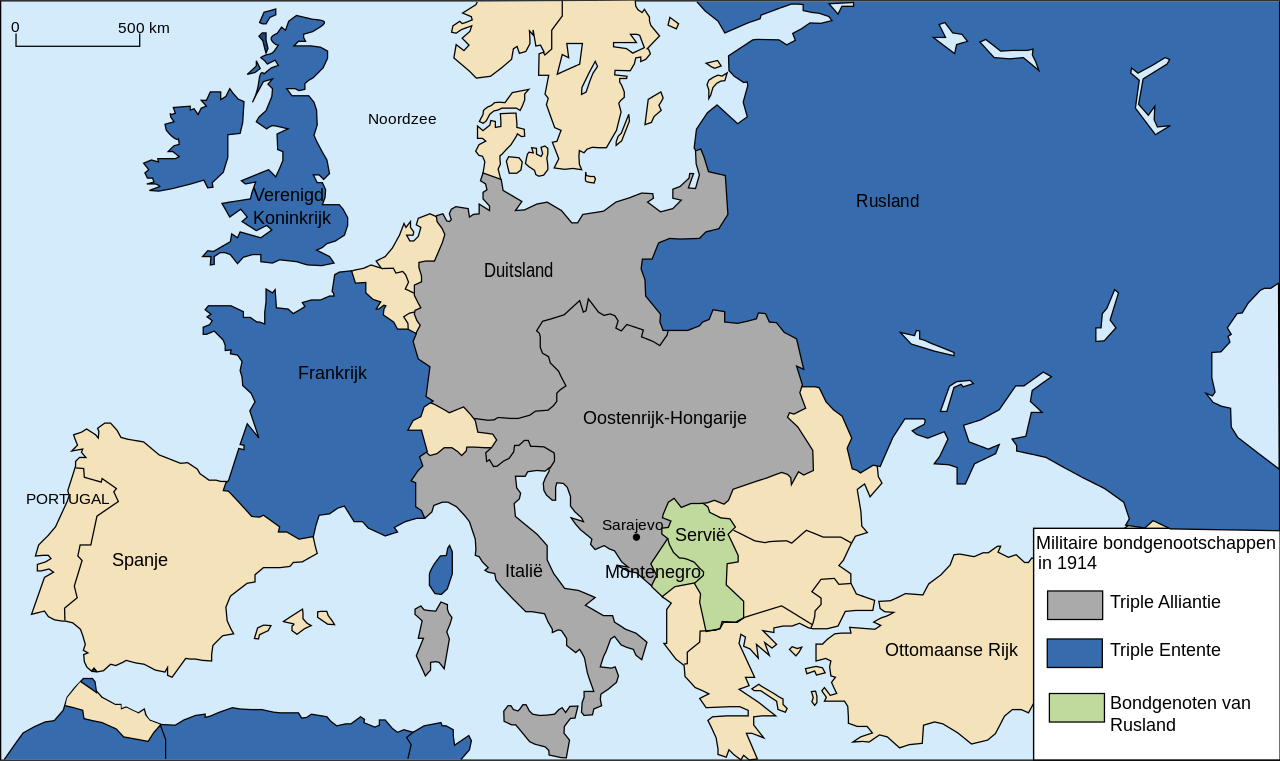 0
500 km
Noordzee
Verenigd
Koninkrijk
Rusland
Duitsland
Frankrijk
Oostenrijk-Hongarije
PORTUGAL
Sarajevo
Servië
Spanje
Italië
Montenegro
Ottomaanse Rijk
Militaire bondgenootschappen
in 1914
Triple Alliantie
Triple Entente
Bondgenoten van
Rusland